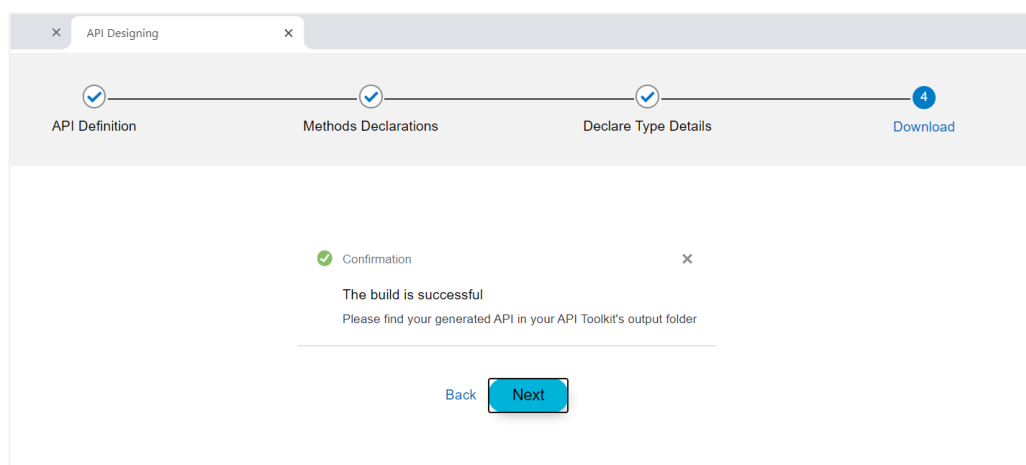 API Designing
4
API Definition
Methods Declarations
Declare Type Details
Download
Confirmation
The build is successful
Please find your generated API in your API Toolkit's output folder
Back
Next